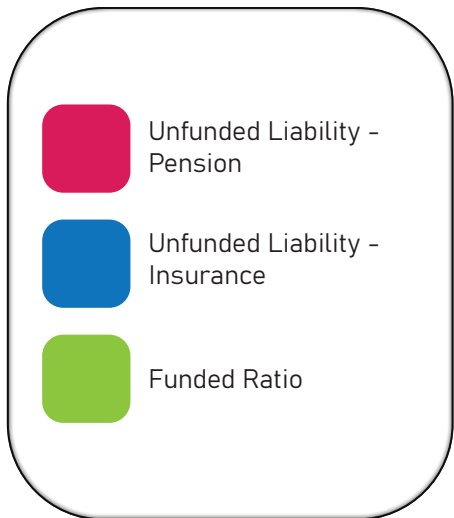 Unfunded Liability -
Pension
Unfunded Liability -
Insurance
Funded Ratio